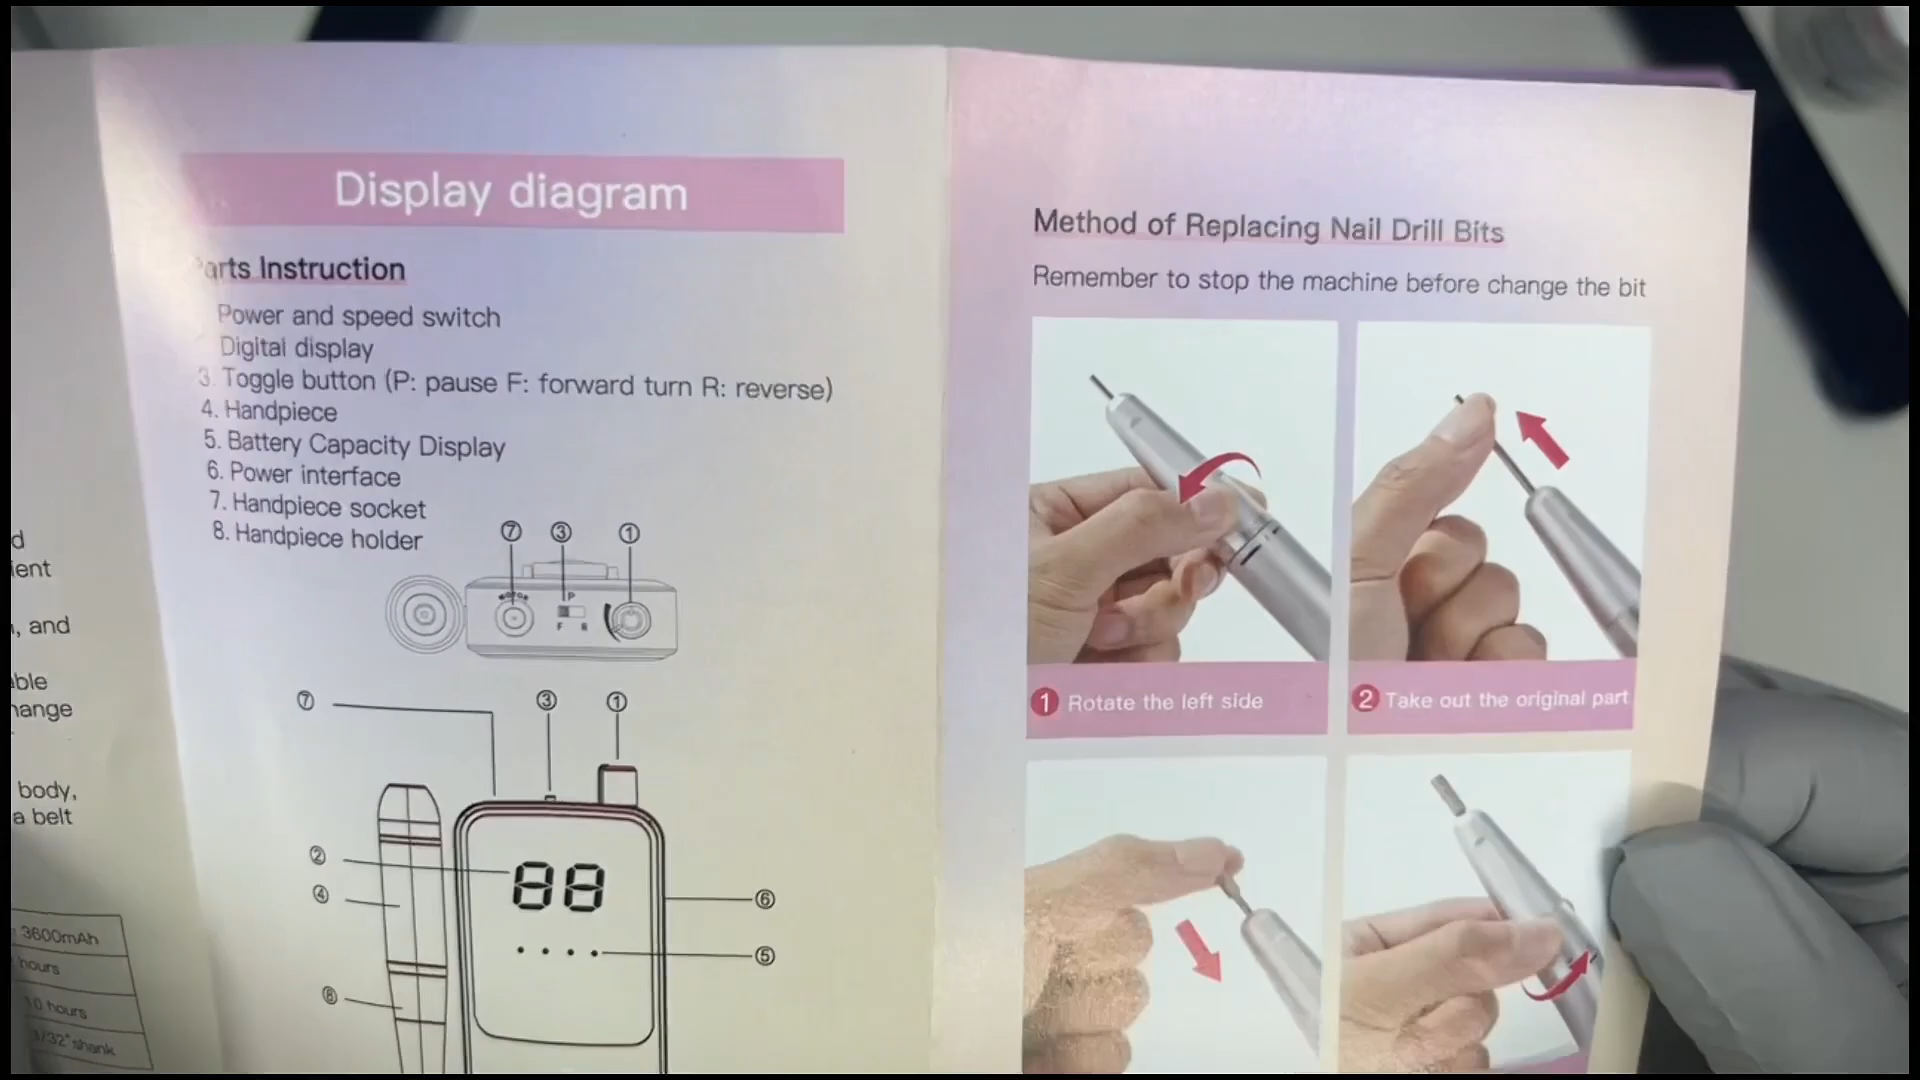 d
ient
, and
ble
hange
body,
a belt
3600mAh
hours
10 hours
3/32" shank
Display diagram
arts Instruction
Power and speed switch
Digital display
3. Toggle button (P: pause F: forward turn R: reverse)
4. Handpiece
5. Battery Capacity Display
6. Power interface
7. Handpiece socket
8. Handpiece holder
⑦ ③ ①
P
F R
⑦ ③ ①
②
88
④
⑥
⑤
⑧
Method of Replacing Nail Drill Bits
Remember to stop the machine before change the bit
1 Rotate the left side
2 Take out the original part